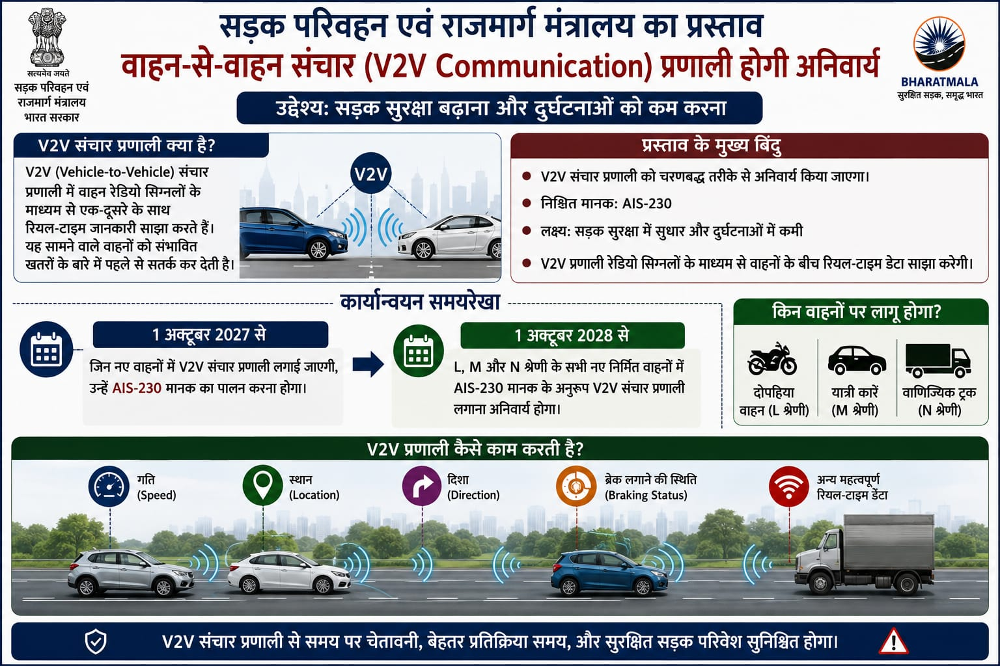 सड़क परिवहन एवं राजमार्ग मंत्रालय का प्रस्ताव
वाहन-से-वाहन संचार (V2V Communication) प्रणाली होगी अनिवार्य
सत्यमेव जयते
सड़क परिवहन एवं
राजमार्ग मंत्रालय
भारत सरकार
BHARATMALA
सुरक्षित सड़क, समृद्ध भारत
उद्देश्य: सड़क सुरक्षा बढ़ाना और दुर्घटनाओं को कम करना
V2V संचार प्रणाली क्या है?
V2V (Vehicle-to-Vehicle) संचार
प्रणाली में वाहन रेडियो सिग्नलों के
माध्यम से एक-दूसरे के साथ
रियल-टाइम जानकारी साझा करते हैं।
यह सामने वाले वाहनों को संभावित
खतरों के बारे में पहले से सतर्क कर देती है।
V2V
प्रस्ताव के मुख्य बिंदु
V2V संचार प्रणाली को चरणबद्ध तरीके से अनिवार्य किया जाएगा।
निश्चित मानक: AIS-230
लक्ष्य: सड़क सुरक्षा में सुधार और दुर्घटनाओं में कमी
V2V प्रणाली रेडियो सिग्नलों के माध्यम से वाहनों के बीच रियल-टाइम डेटा साझा करेगी।
कार्यान्वयन समयरेखा
1 अक्टूबर 2027 से
जिन नए वाहनों में V2V संचार प्रणाली लगाई जाएगी,
उन्हें AIS-230 मानक का पालन करना होगा।
1 अक्टूबर 2028 से
L, M और N श्रेणी के सभी नए निर्मित वाहनों में
AIS-230 मानक के अनुरूप V2V संचार प्रणाली
लगाना अनिवार्य होगा।
किन वाहनों पर लागू होगा?
दोपहिया
वाहन (L श्रेणी)
यात्री कारें
(M श्रेणी)
वाणिज्यिक ट्रक
(N श्रेणी)
V2V प्रणाली कैसे काम करती है?
गति
(Speed)
स्थान
(Location)
दिशा
(Direction)
ब्रेक लगाने की स्थिति
(Braking Status)
अन्य महत्वपूर्ण
रियल-टाइम डेंटा
V2V संचार प्रणाली से समय पर चेतावनी, बेहतर प्रतिक्रिया समय, और सुरक्षित सड़क परिवेश सुनिश्चित होगा।